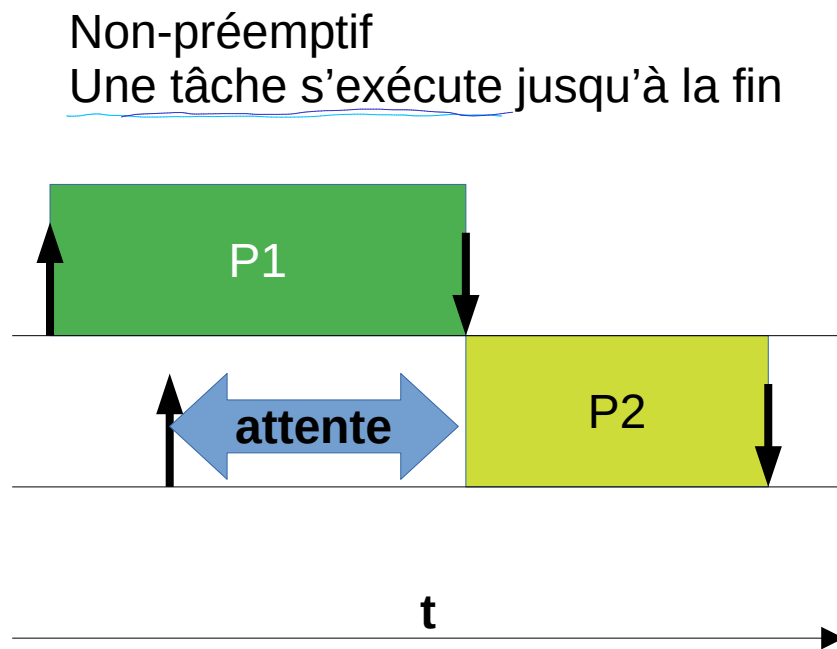 Non-préemptif
Une tâche s’exécute jusqu’à la fin
P1
attente
P2
t